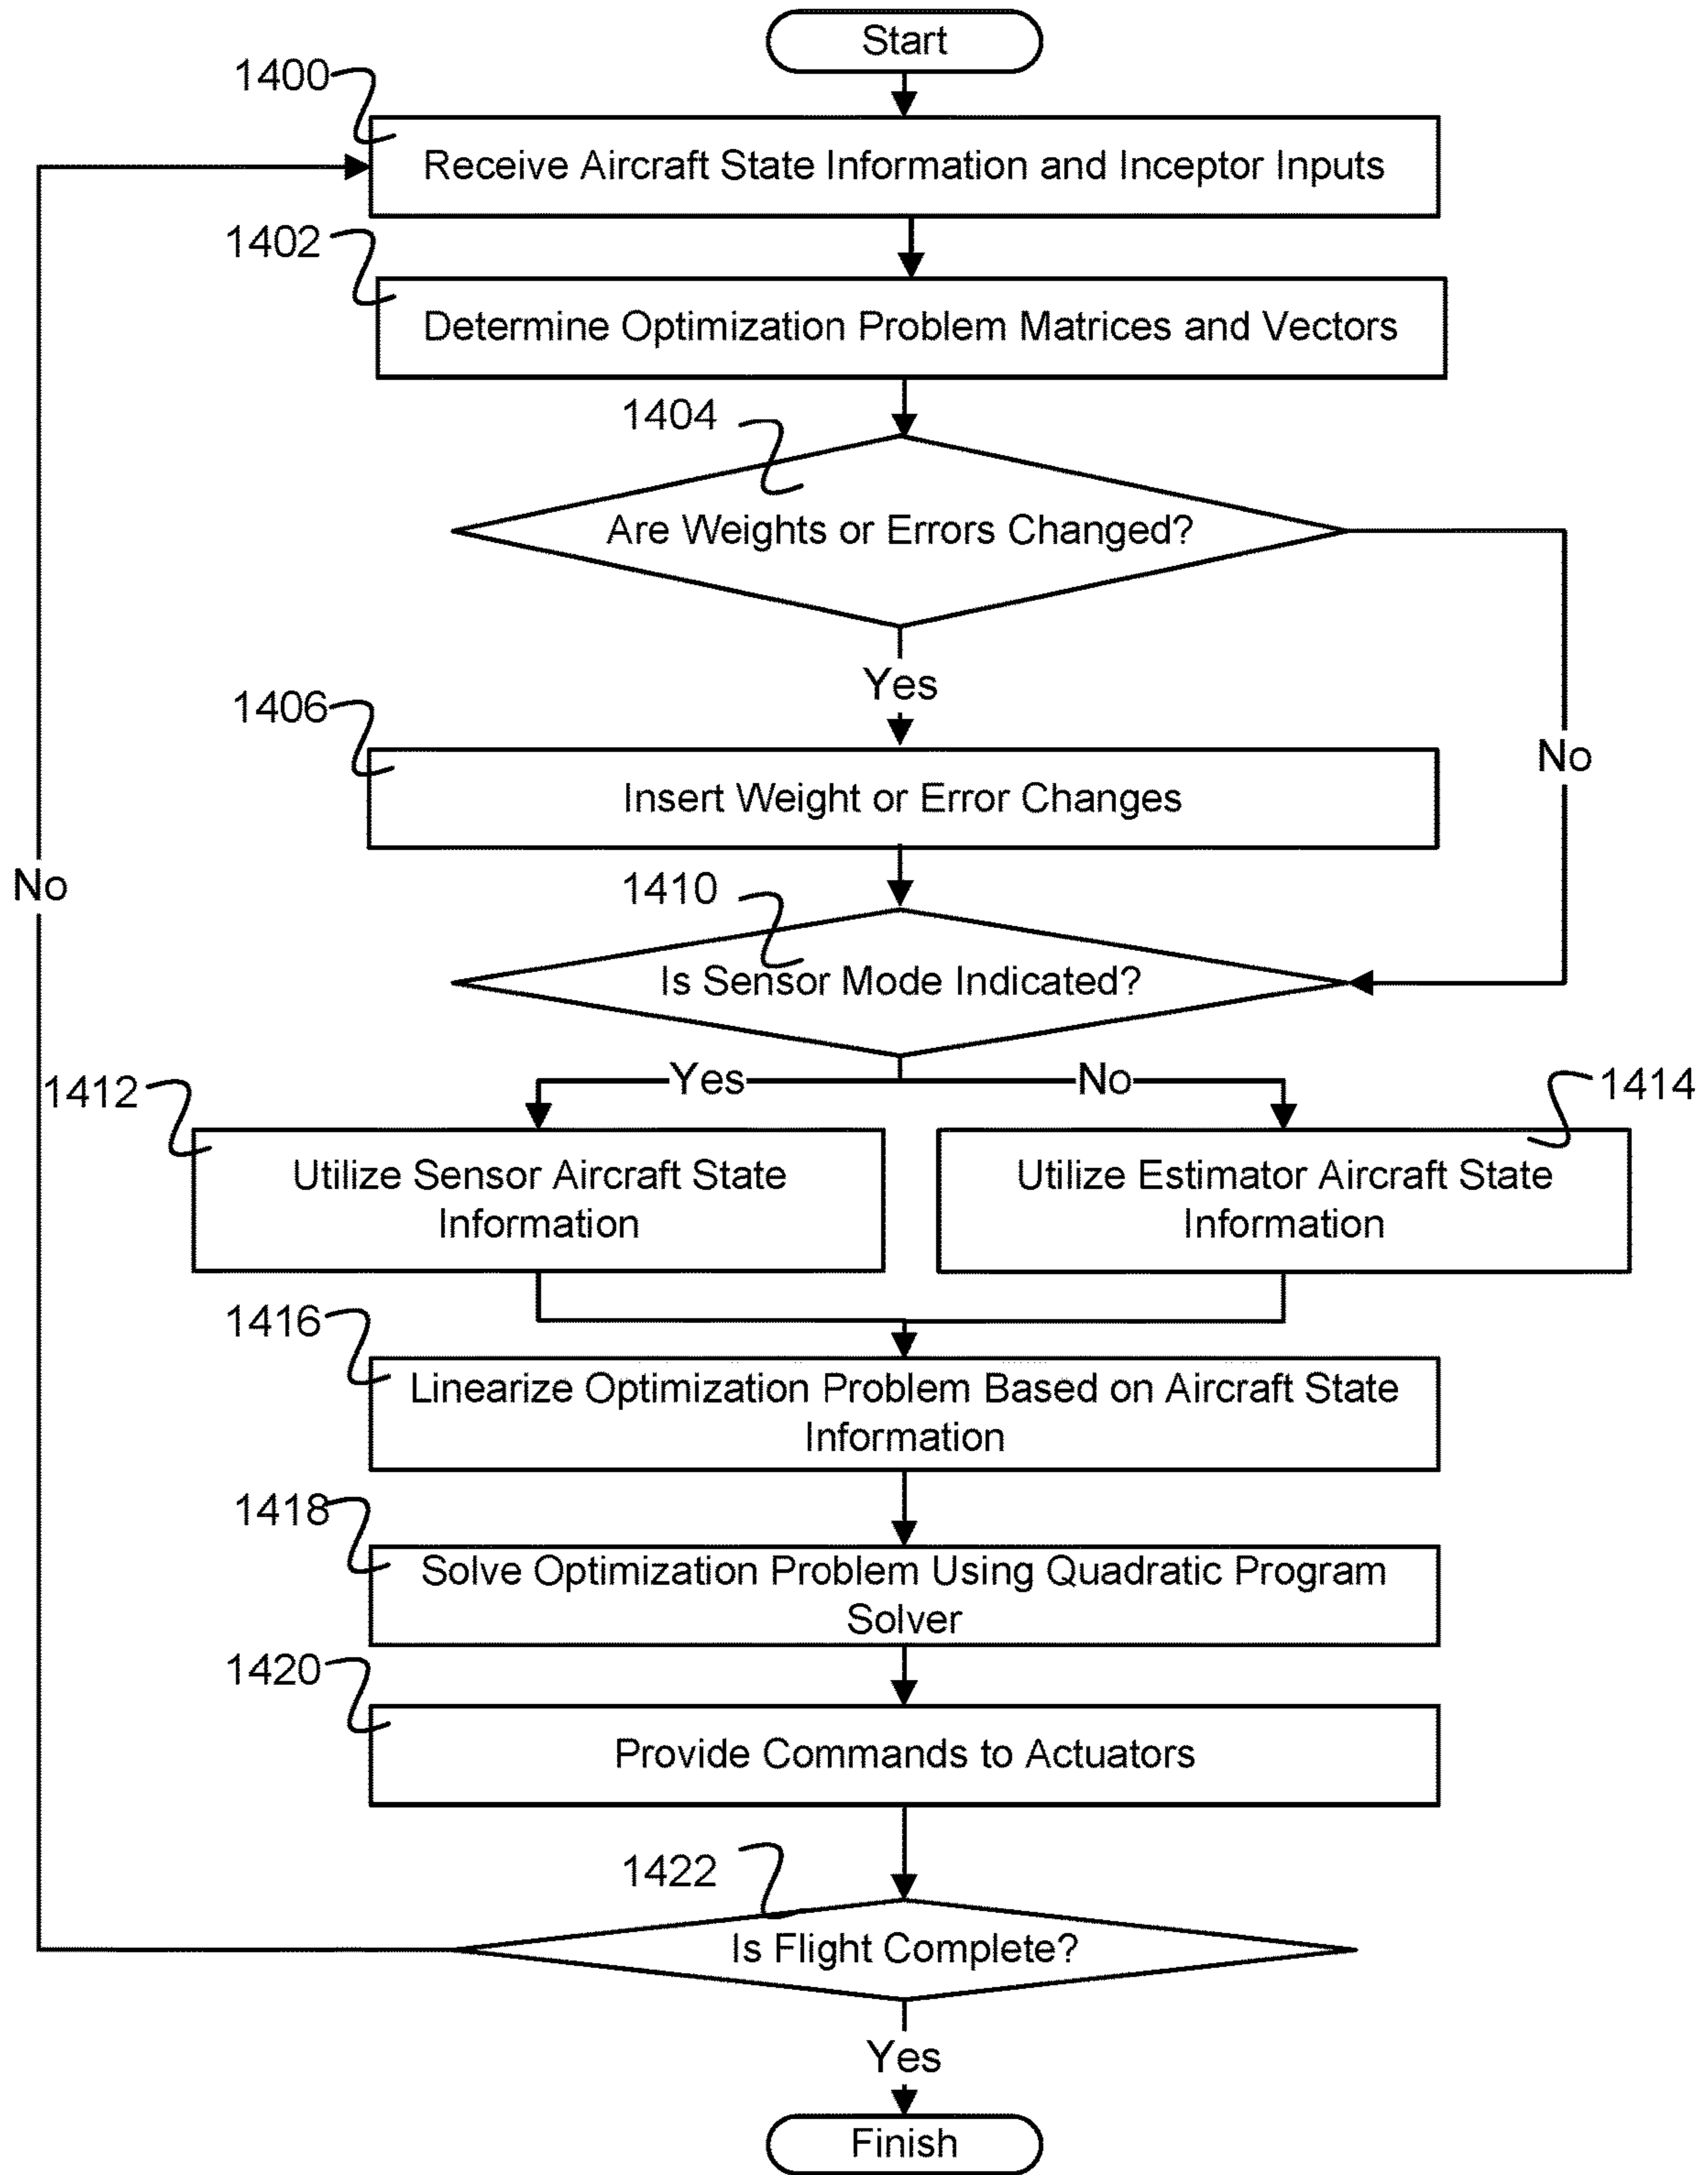 Start
1400
Receive Aircraft State Information and Inceptor Inputs
1402
Determine Optimization Problem Matrices and Vectors
1404
Are Weights or Errors Changed?
Yes
No
1406
Insert Weight or Error Changes
No
1410
Is Sensor Mode Indicated?
Yes
No
1412
1414
Utilize Sensor Aircraft State
Information
Utilize Estimator Aircraft State
Information
1416
Linearize Optimization Problem Based on Aircraft State
Information
1418
Solve Optimization Problem Using Quadratic Program
Solver
1420
Provide Commands to Actuators
1422
Is Flight Complete?
Yes
Finish